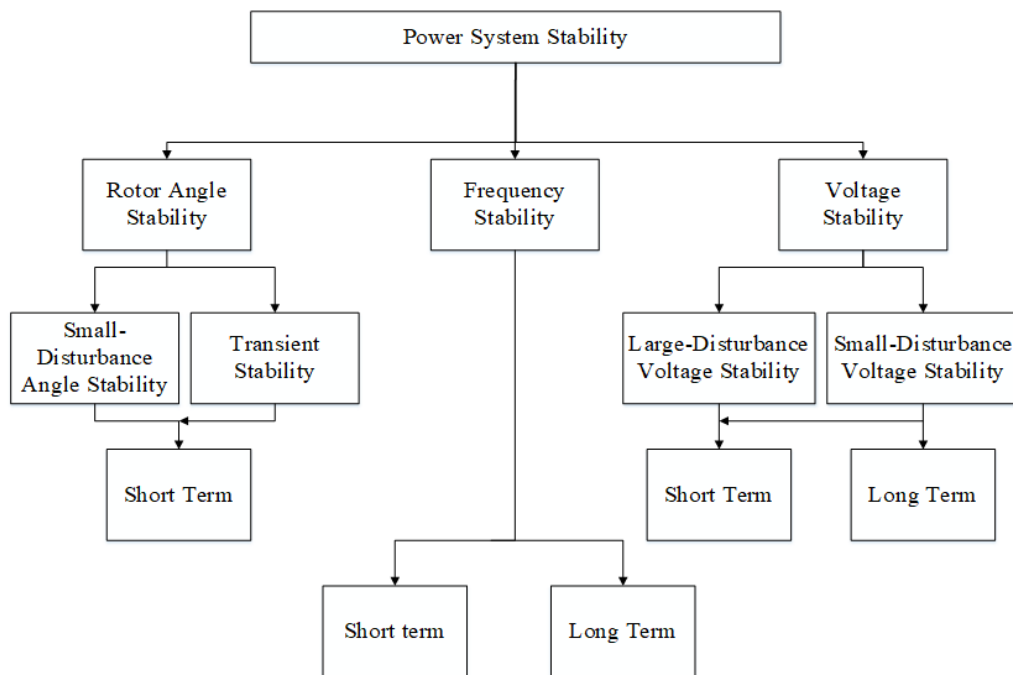 Power System Stability
Rotor Angle
Stability
Frequency
Stability
Voltage
Stability
Small-
Disturbance
Angle Stability
Transient
Stability
Large-Disturbance
Voltage Stability
Small-Disturbance
Voltage Stability
Short Term
Short Term
Long Term
Short term
Long Term